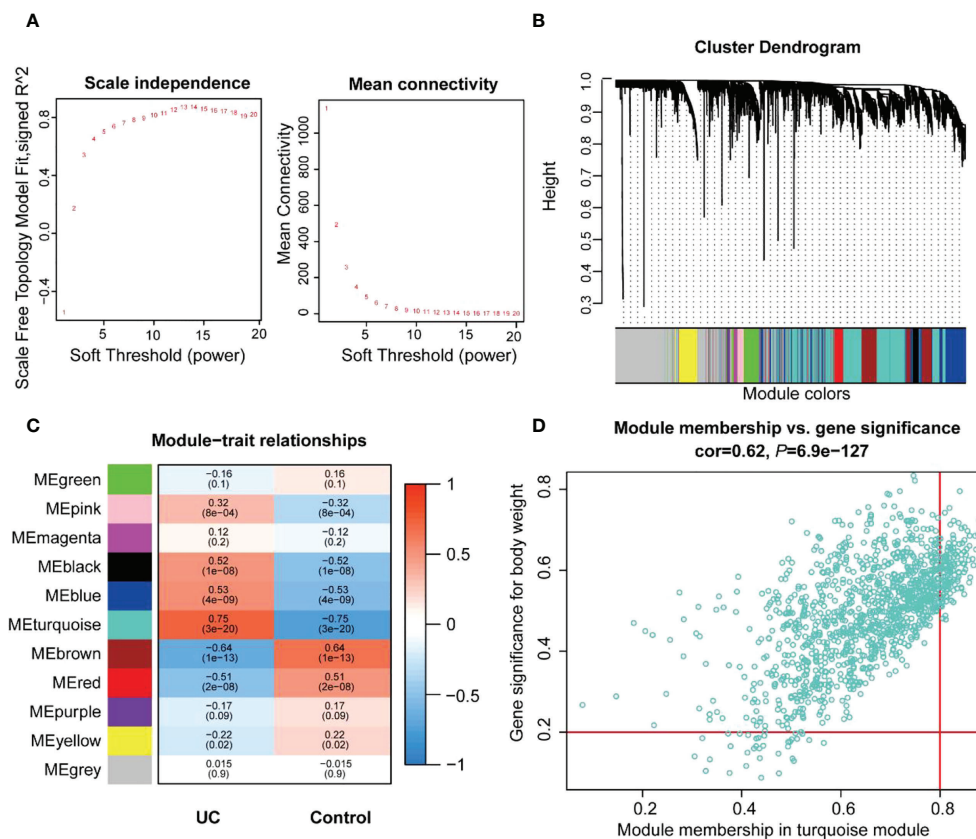 A
Scale independence
Scale Free Topology Model Fit,signed R^2
0.8
0.4
0.0
−0.4
1
2
3
4
5
6
7
8
9
10
11
12
13
14
15
16
17
18
19
20
5
10
15
20
Soft Threshold (power)
Mean connectivity
Mean Connectivity
1000
800
600
400
200
0
1
2
3
4
5
6
7
8
9
10
11
12
13
14
15
16
17
18
19
20
5
10
15
20
Soft Threshold (power)
B
Cluster Dendrogram
Height
1.0
0.9
0.8
0.7
0.6
0.5
0.4
0.3
Module colors
C
Module−trait relationships
MEgreen
−0.16
(0.1)
0.16
(0.1)
MEpink
0.32
(8e−04)
−0.32
(8e−04)
MEmagenta
0.12
(0.2)
−0.12
(0.2)
MEblack
0.52
(1e−08)
−0.52
(1e−08)
MEblue
0.53
(4e−09)
−0.53
(4e−09)
MEturquoise
0.75
(3e−20)
−0.75
(3e−20)
MEbrown
−0.64
(1e−13)
0.64
(1e−13)
MEred
−0.51
(2e−08)
0.51
(2e−08)
MEpurple
−0.17
(0.09)
0.17
(0.09)
MEyellow
−0.22
(0.02)
0.22
(0.02)
MEgrey
0.015
(0.9)
−0.015
(0.9)
UC
Control
1
0.5
0
−0.5
−1
D
Module membership vs. gene significance
cor=0.62, P=6.9e−127
Gene significance for body weight
0.8
0.6
0.4
0.2
0.2
0.4
0.6
0.8
Module membership in turquoise module